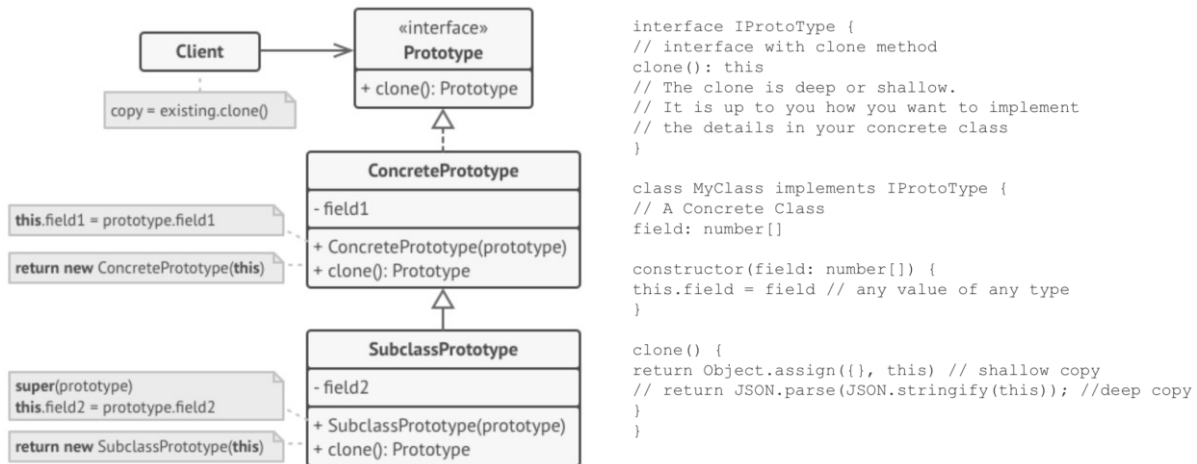 Client
copy = existing.clone()
«interface»
Prototype
+ clone(): Prototype
ConcretePrototype
- field1
+ ConcretePrototype(prototype)
+ clone(): Prototype
this.field1 = prototype.field1
return new ConcretePrototype(this)
SubclassPrototype
- field2
+ SubclassPrototype(prototype)
+ clone(): Prototype
super(prototype)
this.field2 = prototype.field2
return new SubclassPrototype(this)
interface IProtoType {
// interface with clone method
clone(): this
// The clone is deep or shallow.
// It is up to you how you want to implement
// the details in your concrete class
}
class MyClass implements IProtoType {
// A Concrete Class
field: number[]
constructor(field: number[]) {
this.field = field // any value of any type
}
clone() {
return Object.assign({}, this) // shallow copy
// return JSON.parse(JSON.stringify(this)); //deep copy
}
}